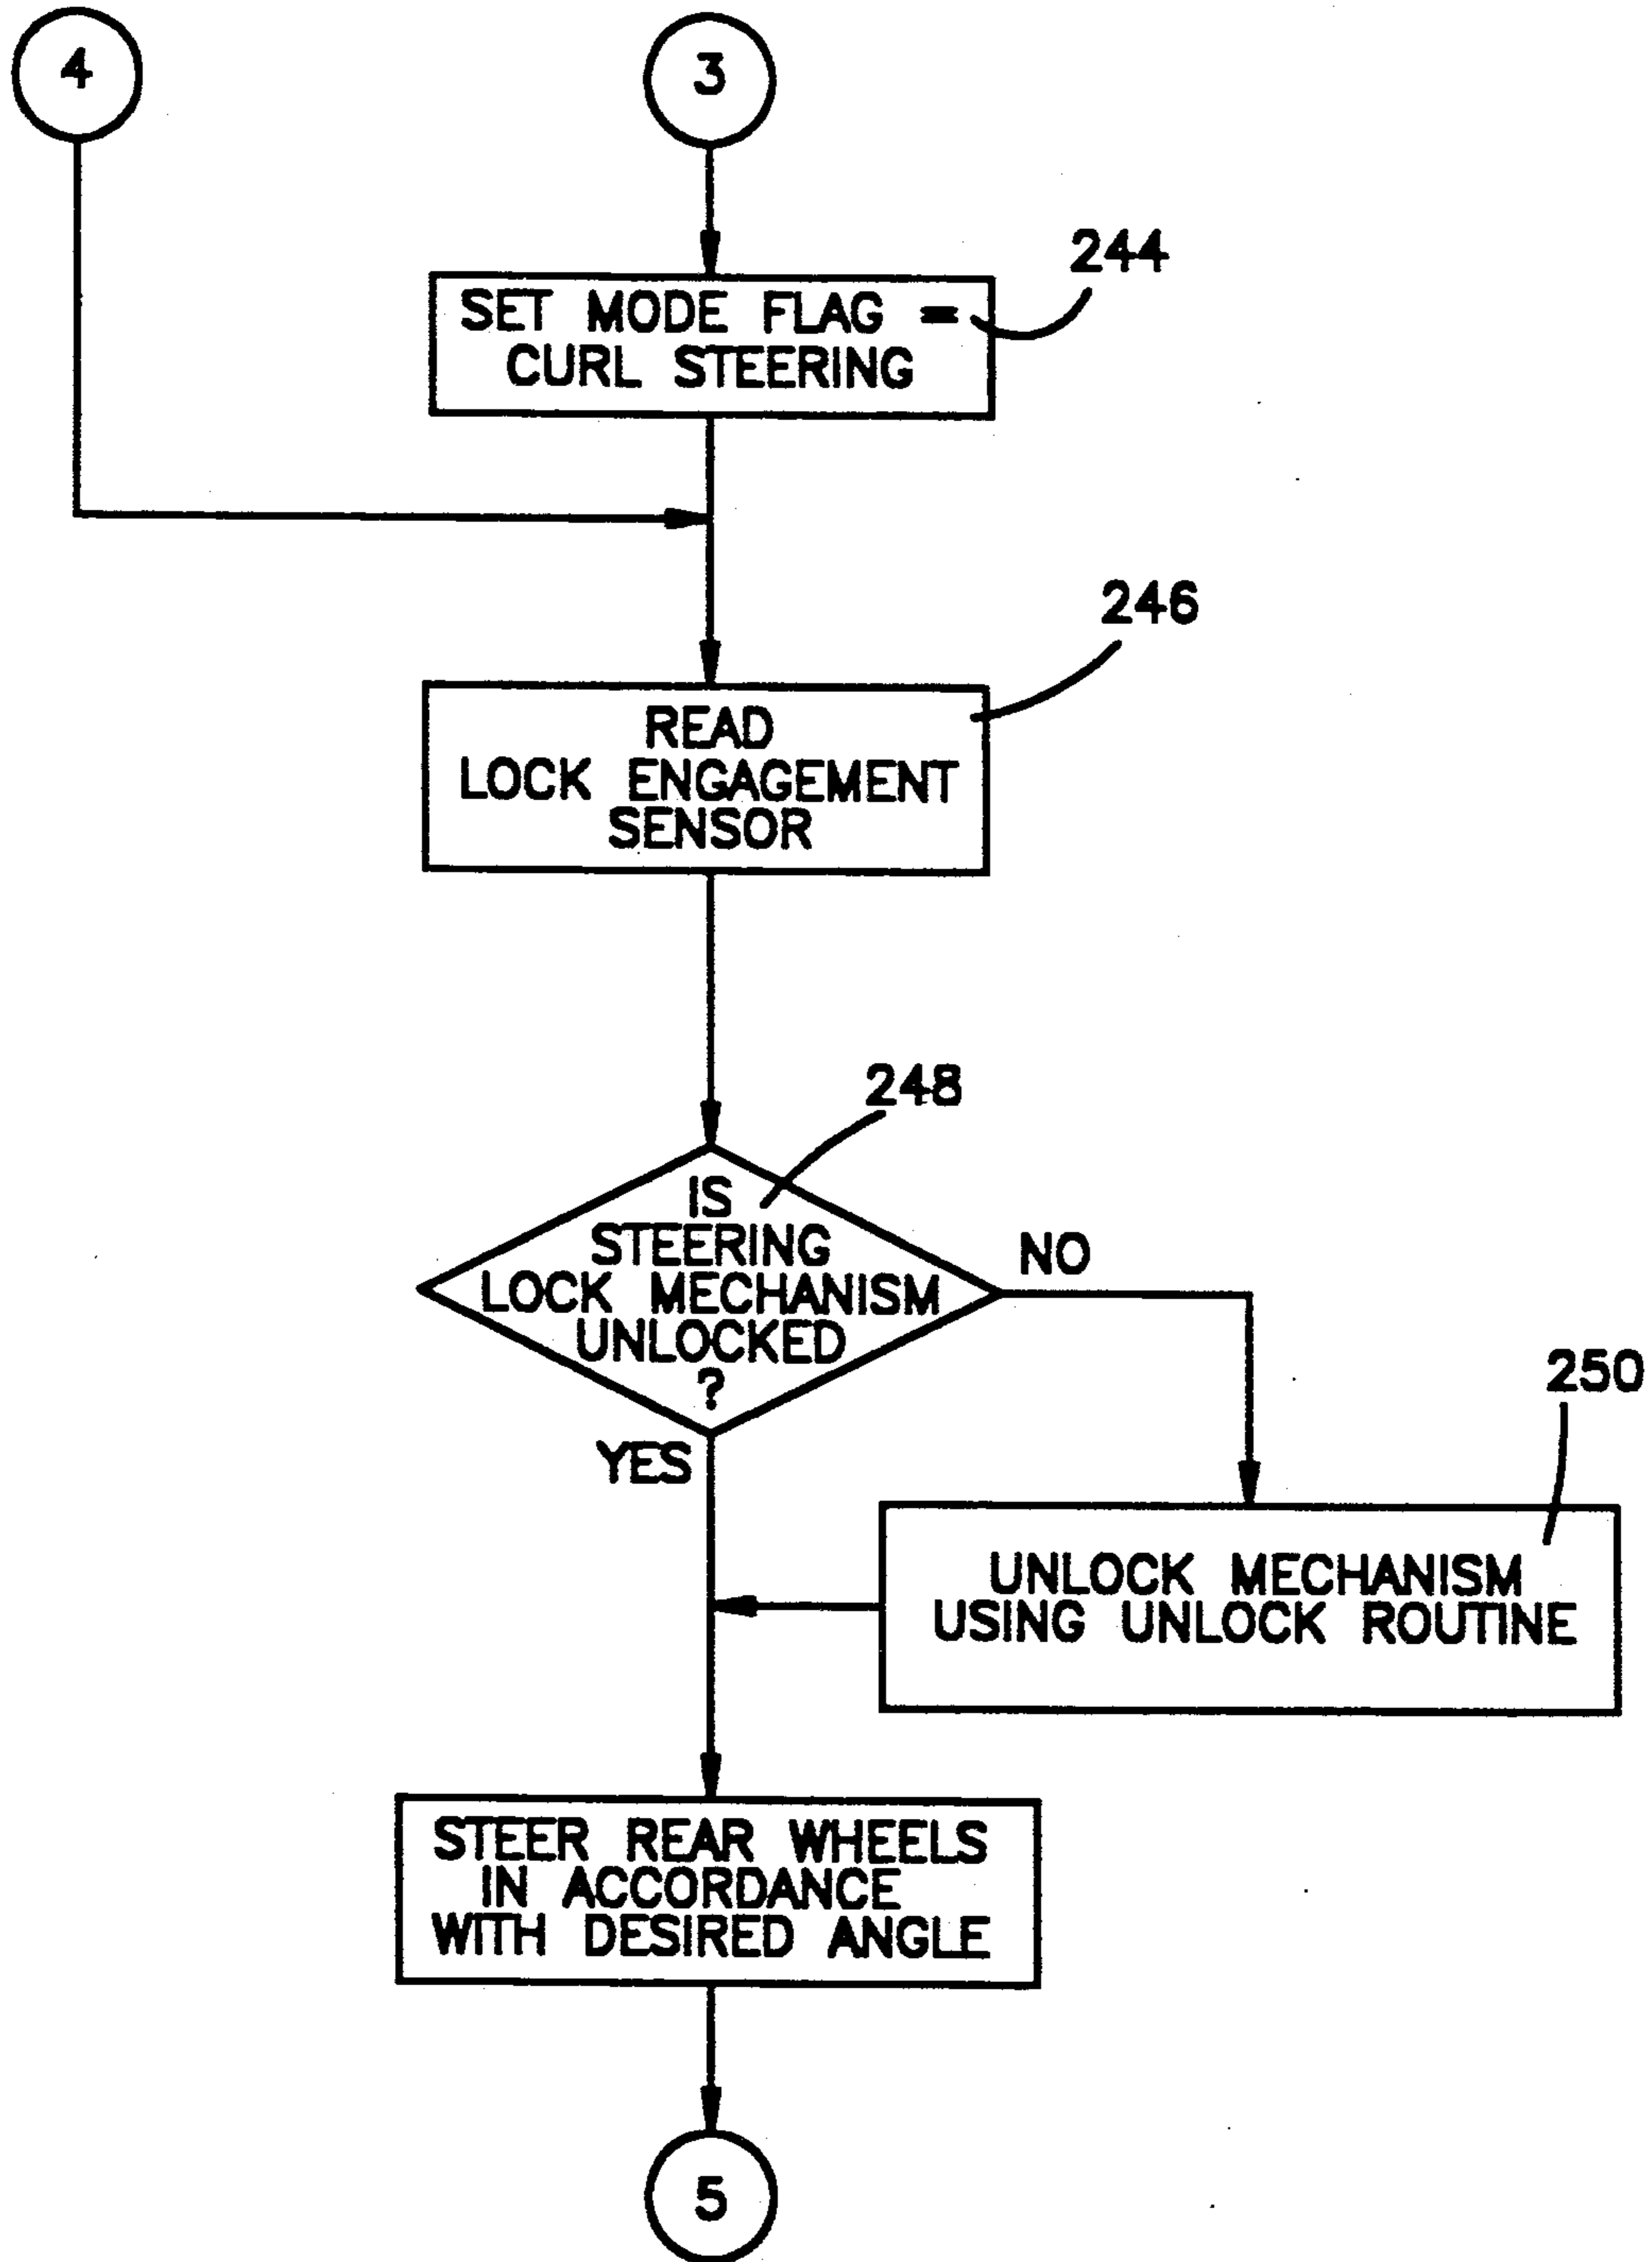 4
3
244
SET MODE FLAG =
CURL STEERING
246
READ
LOCK ENGAGEMENT
SENSOR
248
IS
STEERING
LOCK MECHANISM
UNLOCKED
?
NO
YES
250
UNLOCK MECHANISM
USING UNLOCK ROUTINE
STEER REAR WHEELS
IN ACCORDANCE
WITH DESIRED ANGLE
5